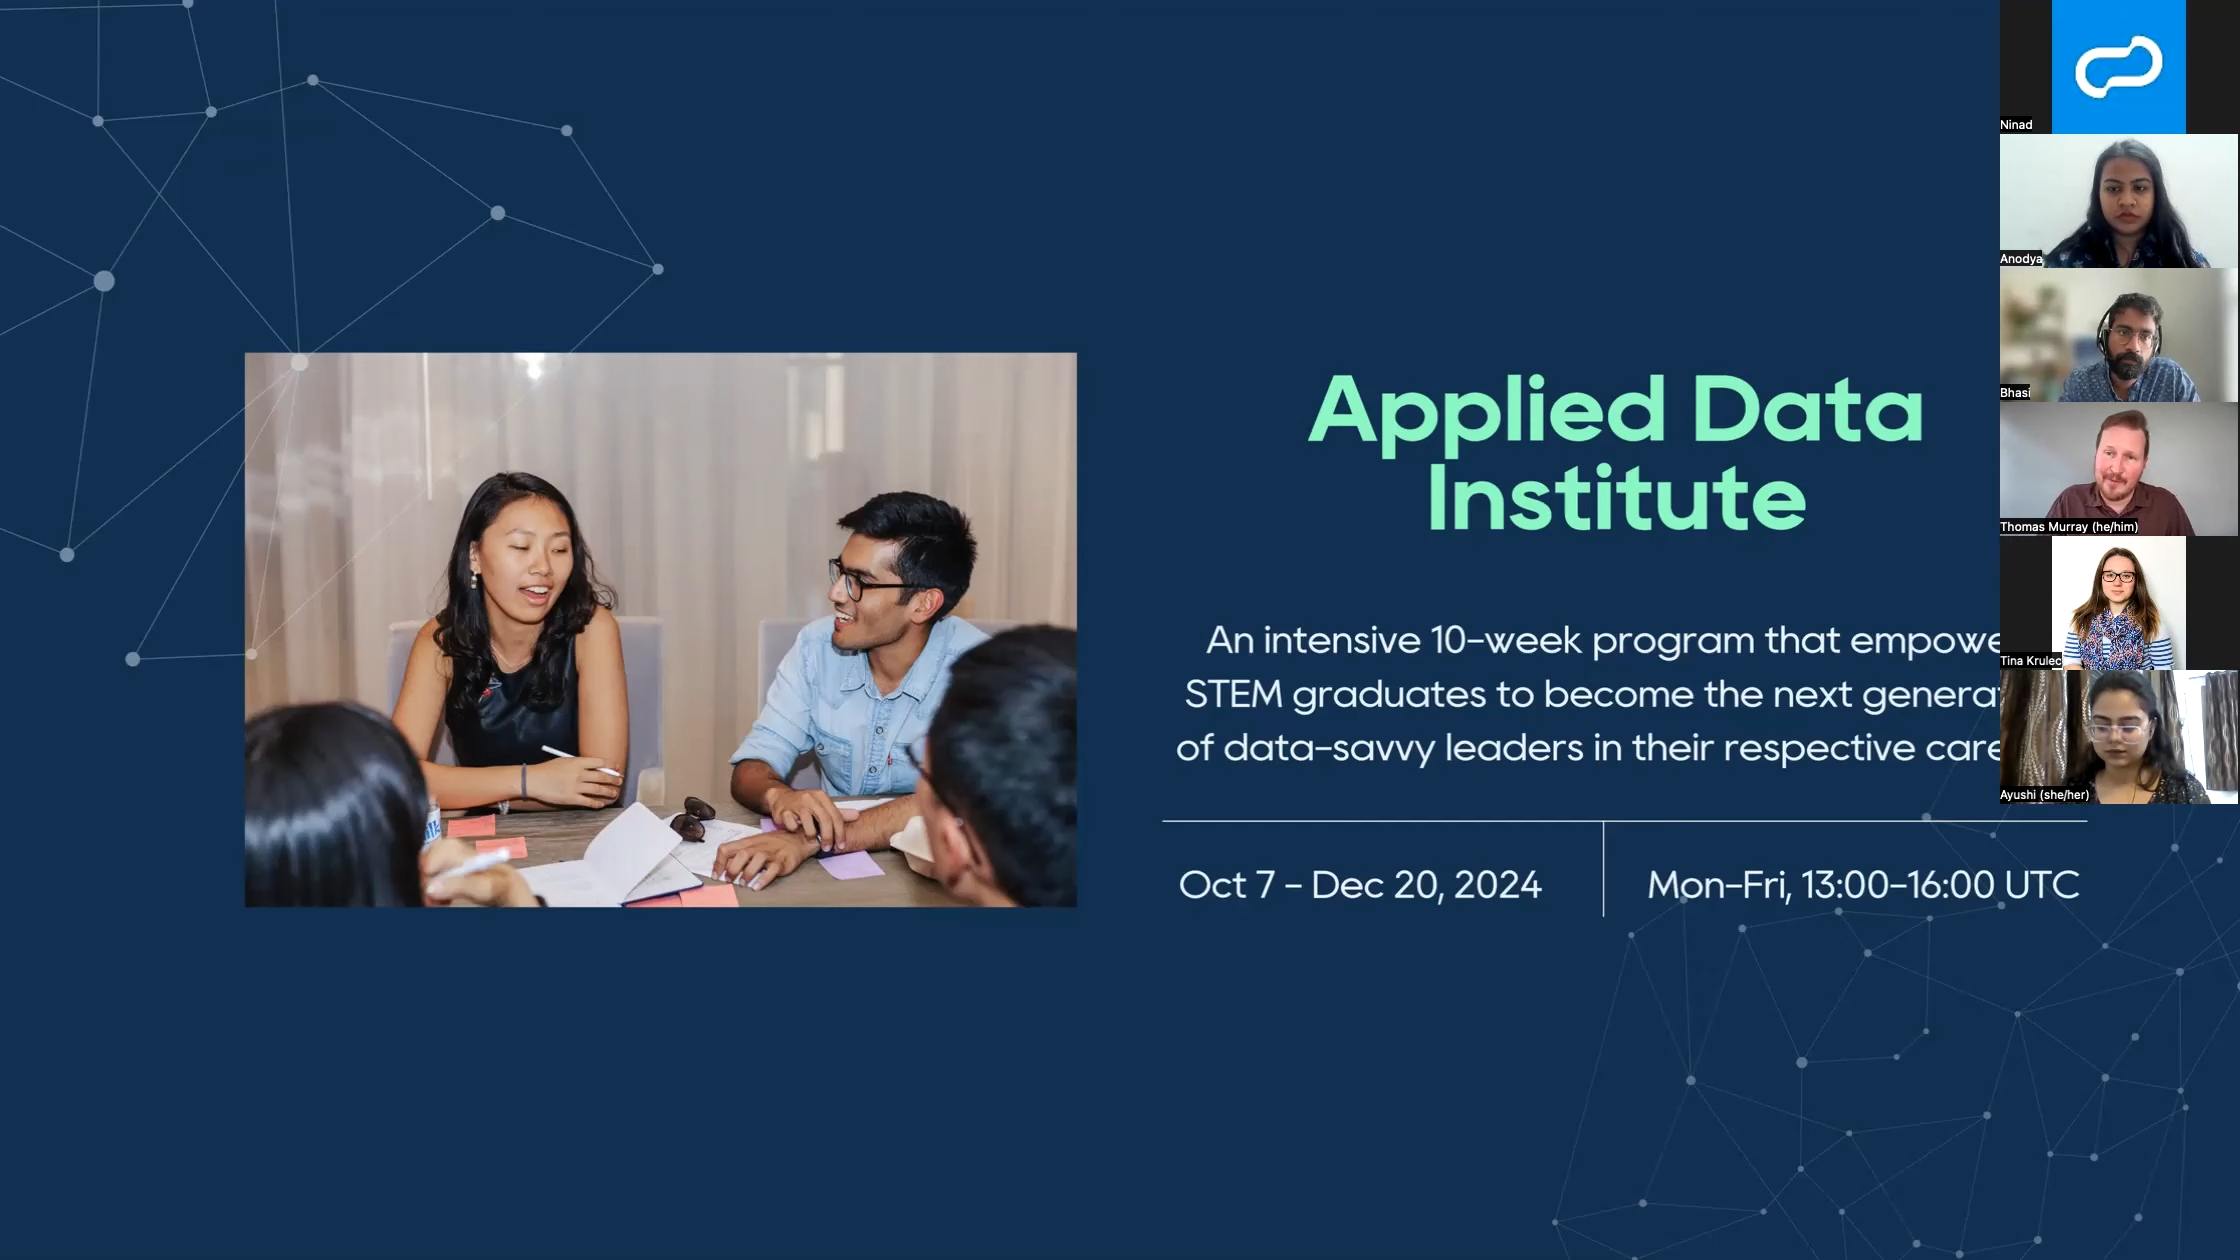 Applied Data
Institute
An intensive 10-week program that empowe
STEM graduates to become the next genera
of data-savvy leaders in their respective care
Oct 7 - Dec 20, 2024
Mon-Fri, 13:00-16:00 UTC
Ninad
Anodya
Bhasi
Thomas Murray (he/him)
Tina Krulec
Ayushi (she/her)